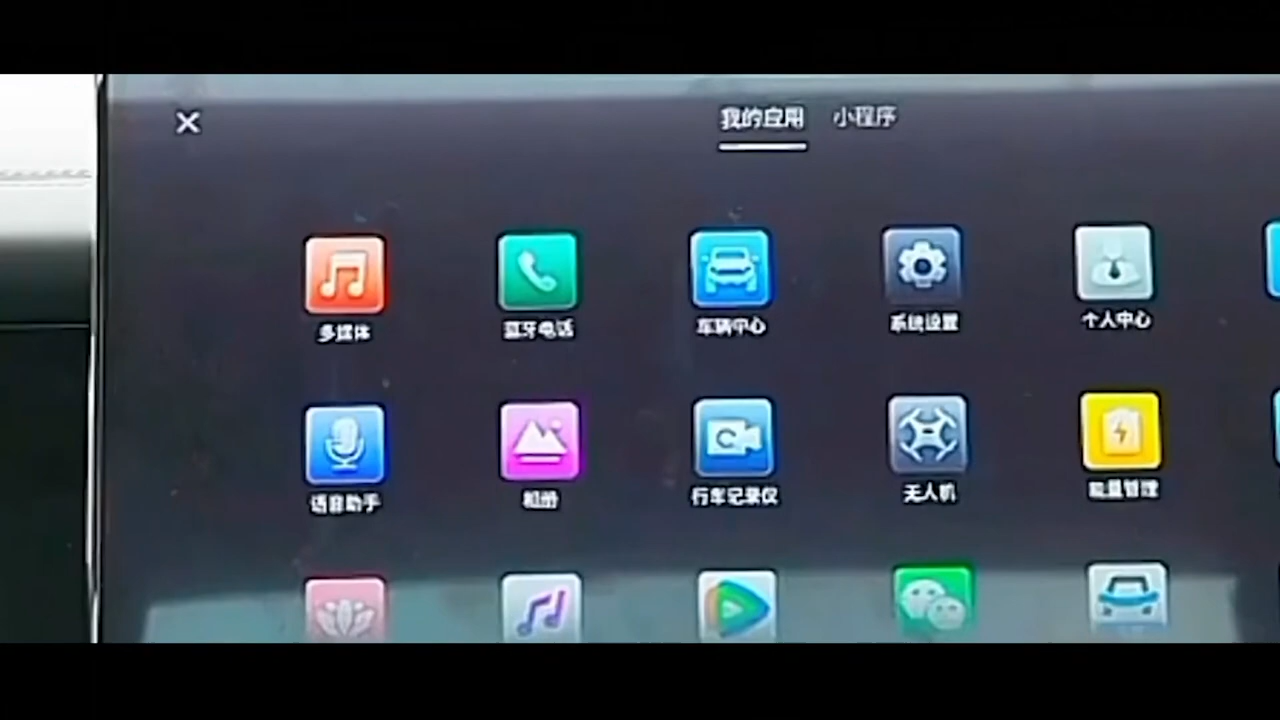 我的应用 小程序
多媒体 蓝牙电话 车辆中心 系统设置 个人中心
语音助手 相册 行车记录仪 无人机 能量管理